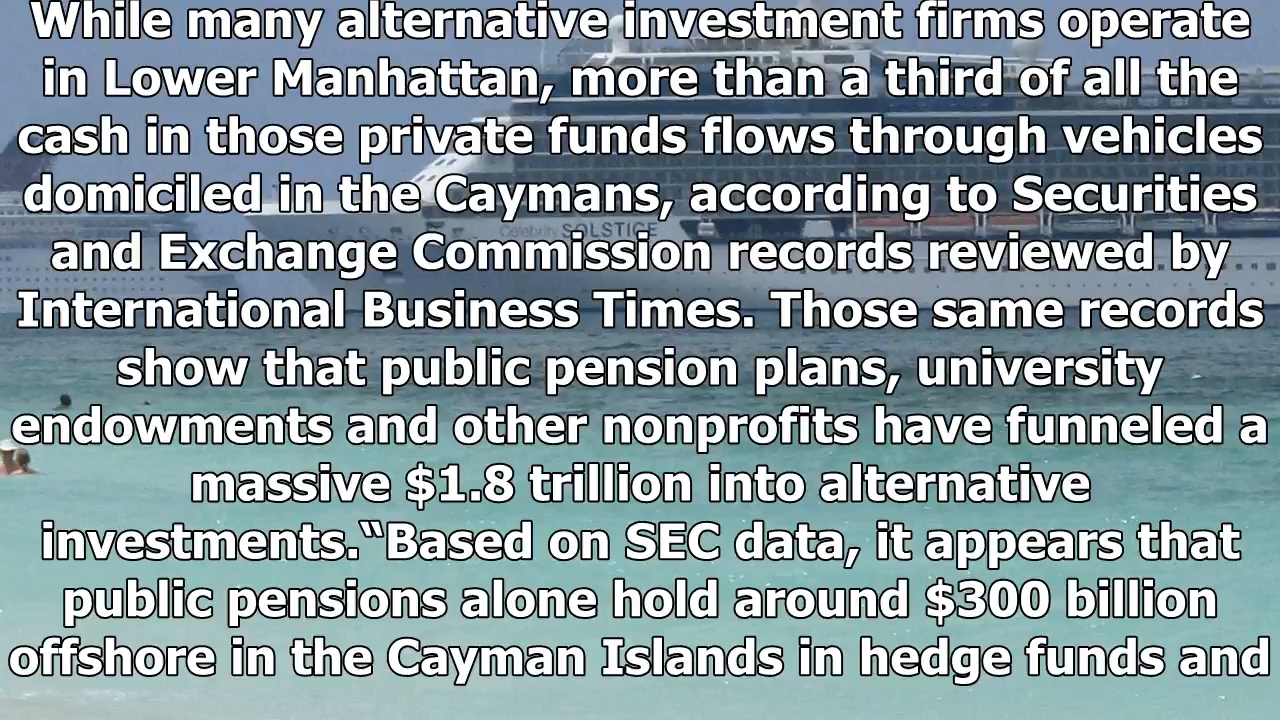 While many alternative investment firms operate
in Lower Manhattan, more than a third of all the
cash in those private funds flows through vehicles
domiciled in the Caymans, according to Securities
and Exchange Commission records reviewed by
International Business Times. Those same records
show that public pension plans, university
endowments and other nonprofits have funneled a
massive $1.8 trillion into alternative
investments.“Based on SEC data, it appears that
public pensions alone hold around $300 billion
offshore in the Cayman Islands in hedge funds and
Celebrity SOLSTICE